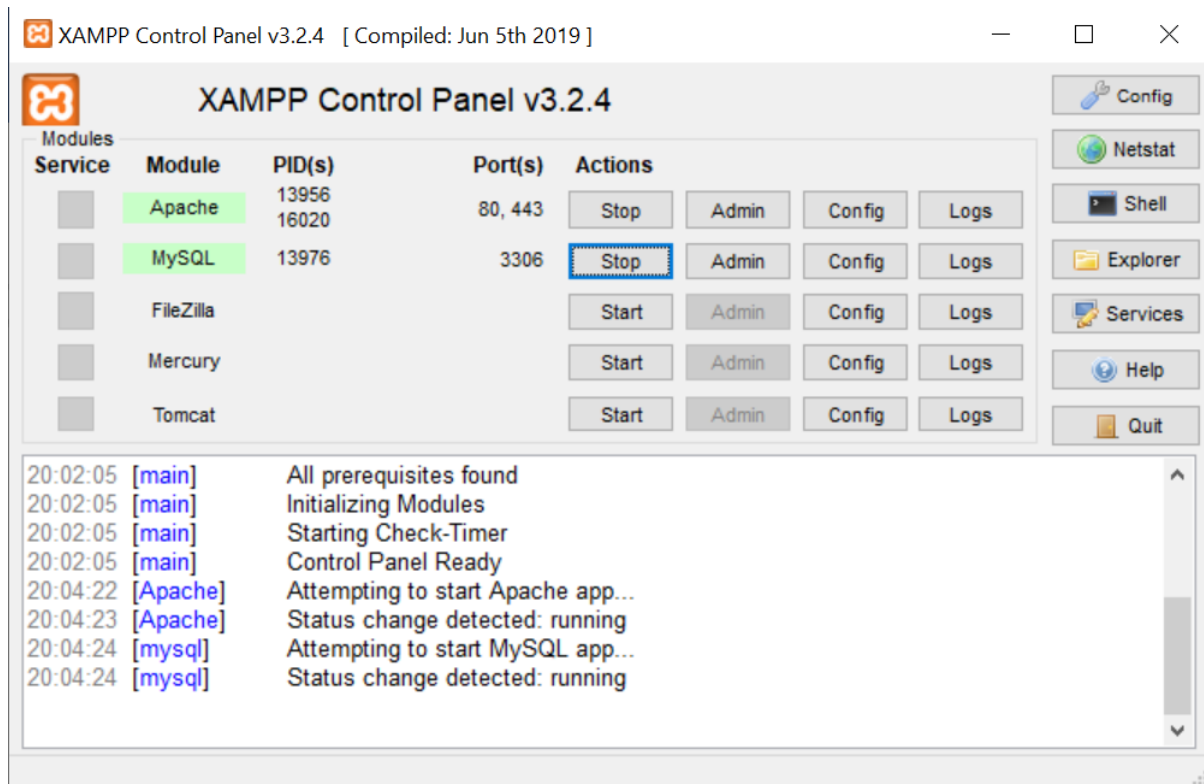 XAMPP Control Panel v3.2.4 [ Compiled: Jun 5th 2019 ]
XAMPP Control Panel v3.2.4
Config
Modules
Service Module PID(s) Port(s) Actions
Netstat
Apache 13956 16020 80, 443 Stop Admin Config Logs
Shell
MySQL 13976 3306 Stop Admin Config Logs
Explorer
FileZilla Start Admin Config Logs
Services
Mercury Start Admin Config Logs
Help
Tomcat Start Admin Config Logs
Quit
20:02:05 [main] All prerequisites found
20:02:05 [main] Initializing Modules
20:02:05 [main] Starting Check-Timer
20:02:05 [main] Control Panel Ready
20:04:22 [Apache] Attempting to start Apache app...
20:04:23 [Apache] Status change detected: running
20:04:24 [mysql] Attempting to start MySQL app...
20:04:24 [mysql] Status change detected: running